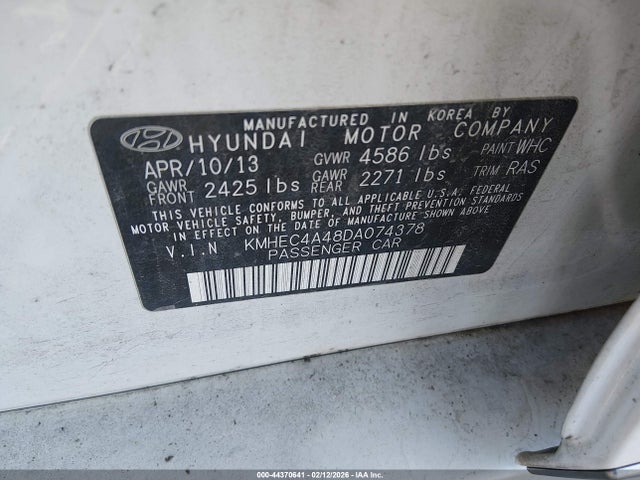 MANUFACTURED IN KOREA BY
HYUNDAI MOTOR COMPANY
APR/10/13 GVWR 4586 lbs PAINT WHC
GAWR FRONT 2425 lbs GAWR REAR 2271 lbs TRIM RAS
THIS VEHICLE CONFORMS TO ALL APPLICABLE U.S. FEDERAL
MOTOR VEHICLE SAFETY, BUMPER, AND THEFT PREVENTION STANDARDS
IN EFFECT ON THE DATE OF MANUFACTURE SHOWN ABOVE.
V.I.N KMHEC4A48DA074378
PASSENGER CAR
000-44370641 - 02/12/2026 - IAA Inc.